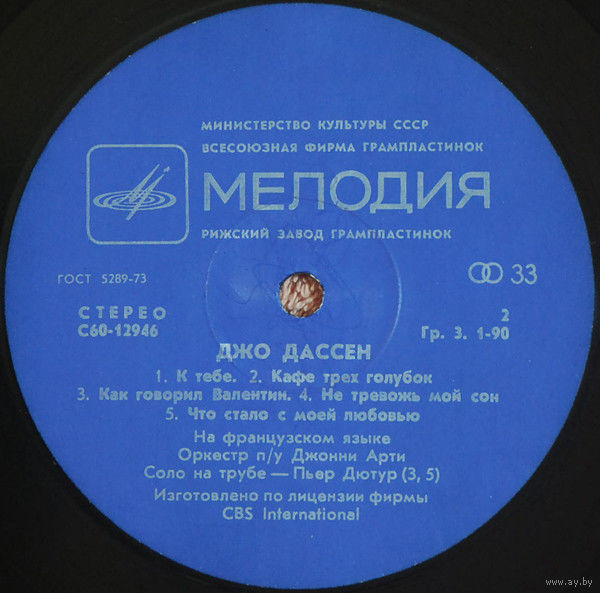 МИНИСТЕРСТВО КУЛЬТУРЫ СССР
ВСЕСОЮЗНАЯ ФИРМА ГРАМПЛАСТИНОК
МЕЛОДИЯ
РИЖСКИЙ ЗАВОД ГРАМПЛАСТИНОК
ГОСТ 5289-73
33
СТЕРЕО
2
С60-12946
Гр. 3. 1-90
ДЖО ДАССЕН
1. К тебе. 2. Кафе трех голубок
3. Как говорил Валентин. 4. Не тревожь мой сон
5. Что стало с моей любовью
На французском языке
Оркестр п/у Джонни Арти
Соло на трубе — Пьер Дютур (3, 5)
Изготовлено по лицензии фирмы
CBS International
www.ay.by